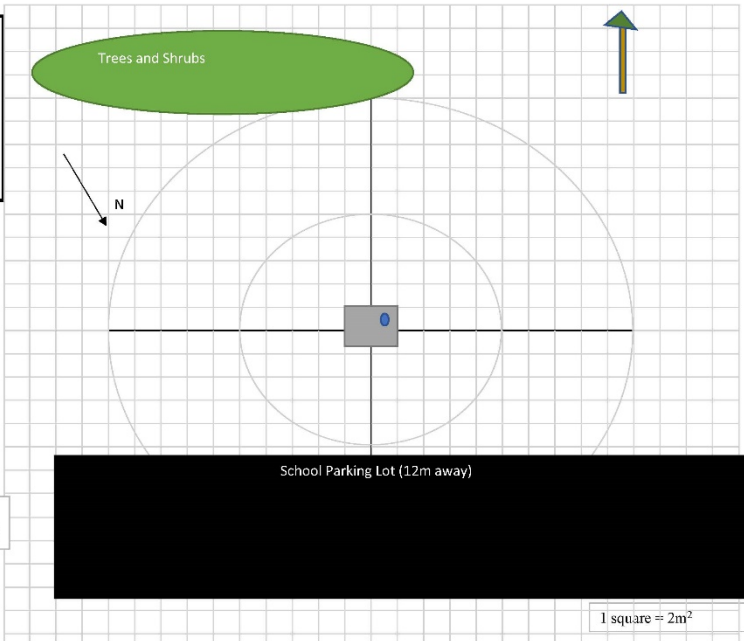 Trees and Shrubs
N
School Parking Lot (12m away)
1 square = 2m²